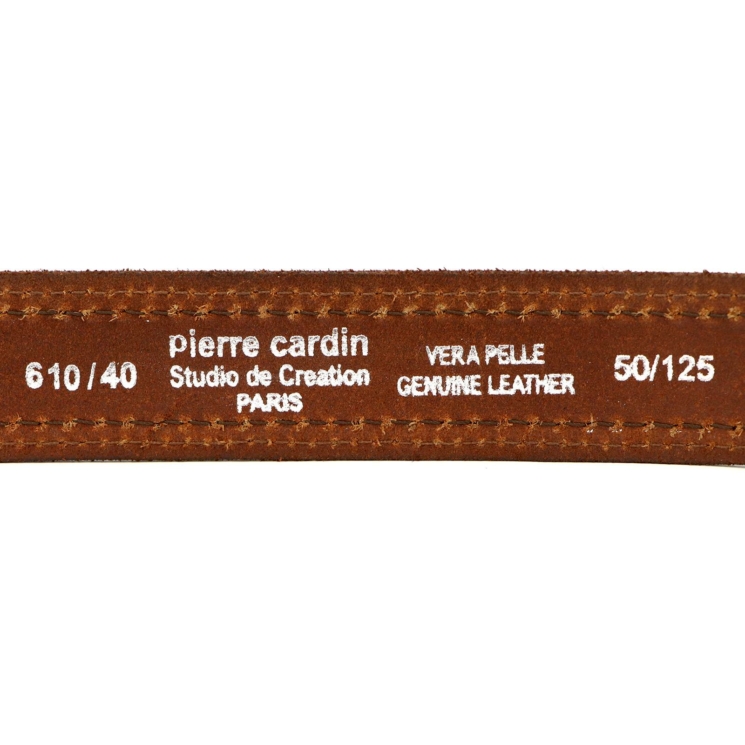 610/40
pierre cardin
Studio de Creation
PARIS
VERA PELLE
GENUINE LEATHER
50/125